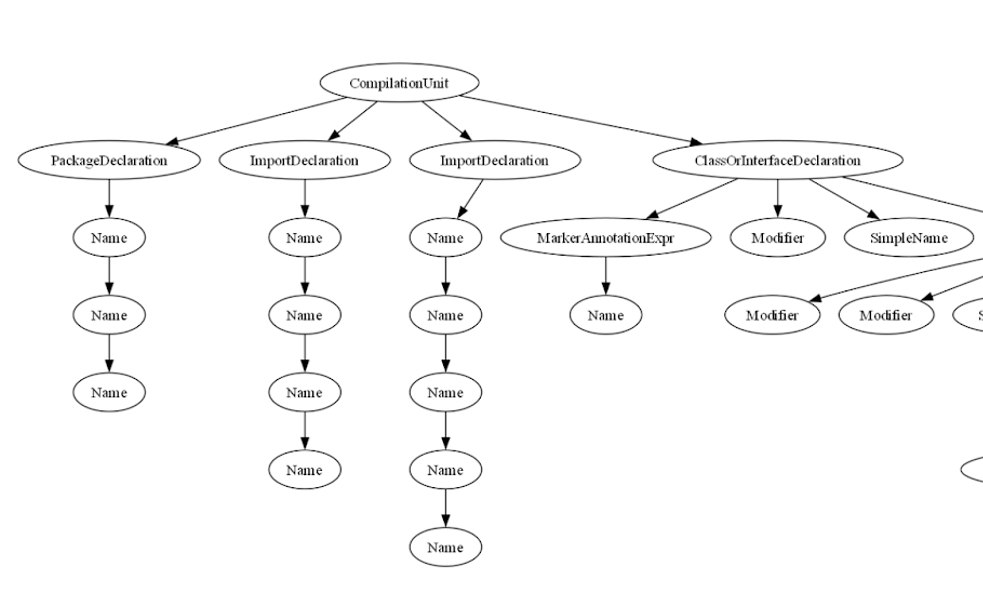 CompilationUnit
PackageDeclaration ImportDeclaration ImportDeclaration ClassOrInterfaceDeclaration
Name Name Name MarkerAnnotationExpr Modifier SimpleName
Name Name Name Name Modifier Modifier
Name Name Name
Name Name
Name